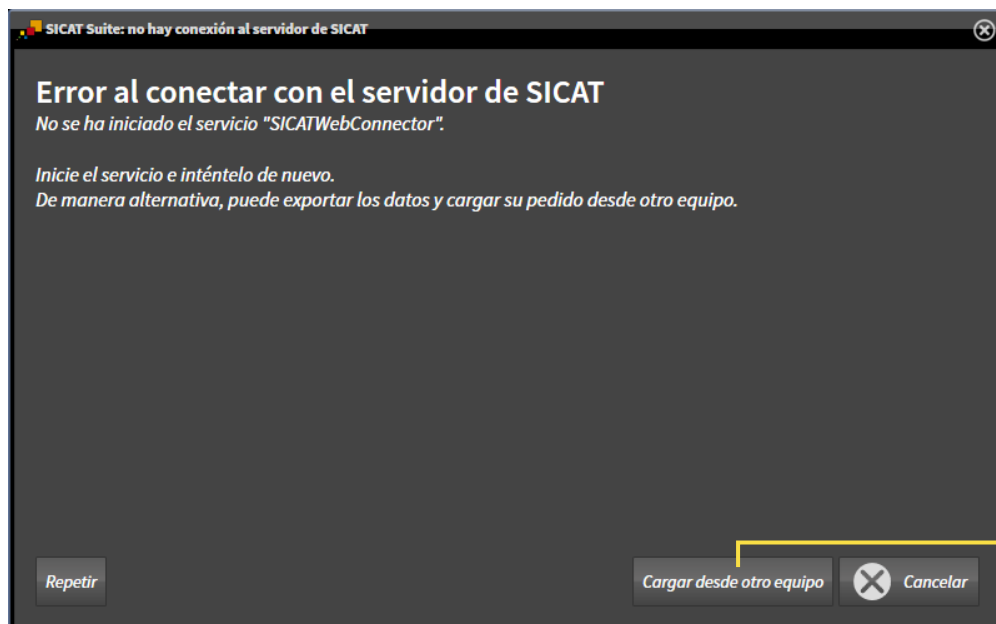 SICAT Suite: no hay conexión al servidor de SICAT
Error al conectar con el servidor de SICAT
No se ha iniciado el servicio "SICATWebConnector".
Inicie el servicio e inténtelo de nuevo.
De manera alternativa, puede exportar los datos y cargar su pedido desde otro equipo.
Repetir
Cargar desde otro equipo
Cancelar